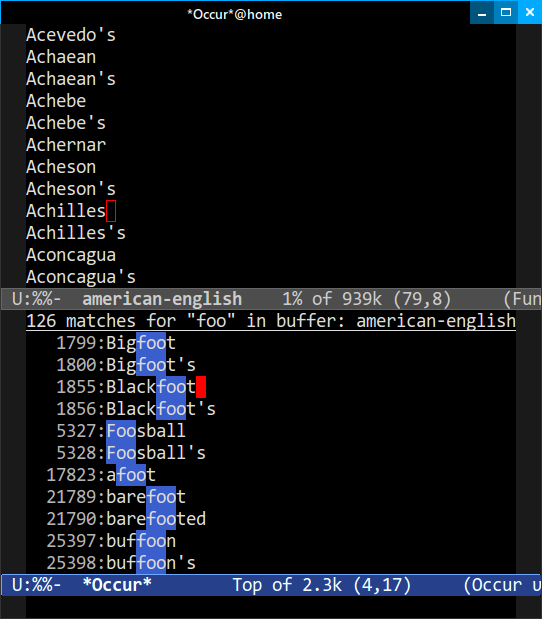 *Occur*@home
Acevedo's
Achaean
Achaean's
Achebe
Achebe's
Achernar
Acheson
Acheson's
Achilles
Achilles's
Aconcagua
Aconcagua's
U:%%-  american-english    1% of 939k (79,8)     (Fun
126 matches for "foo" in buffer: american-english
1799:Bigfoot
1800:Bigfoot's
1855:Blackfoot
1856:Blackfoot's
5327:Foosball
5328:Foosball's
17823:afoot
21789:barefoot
21790:barefooted
25397:buffoon
25398:buffoon's
U:%%-  *Occur*        Top of 2.3k (4,17)     (Occur u